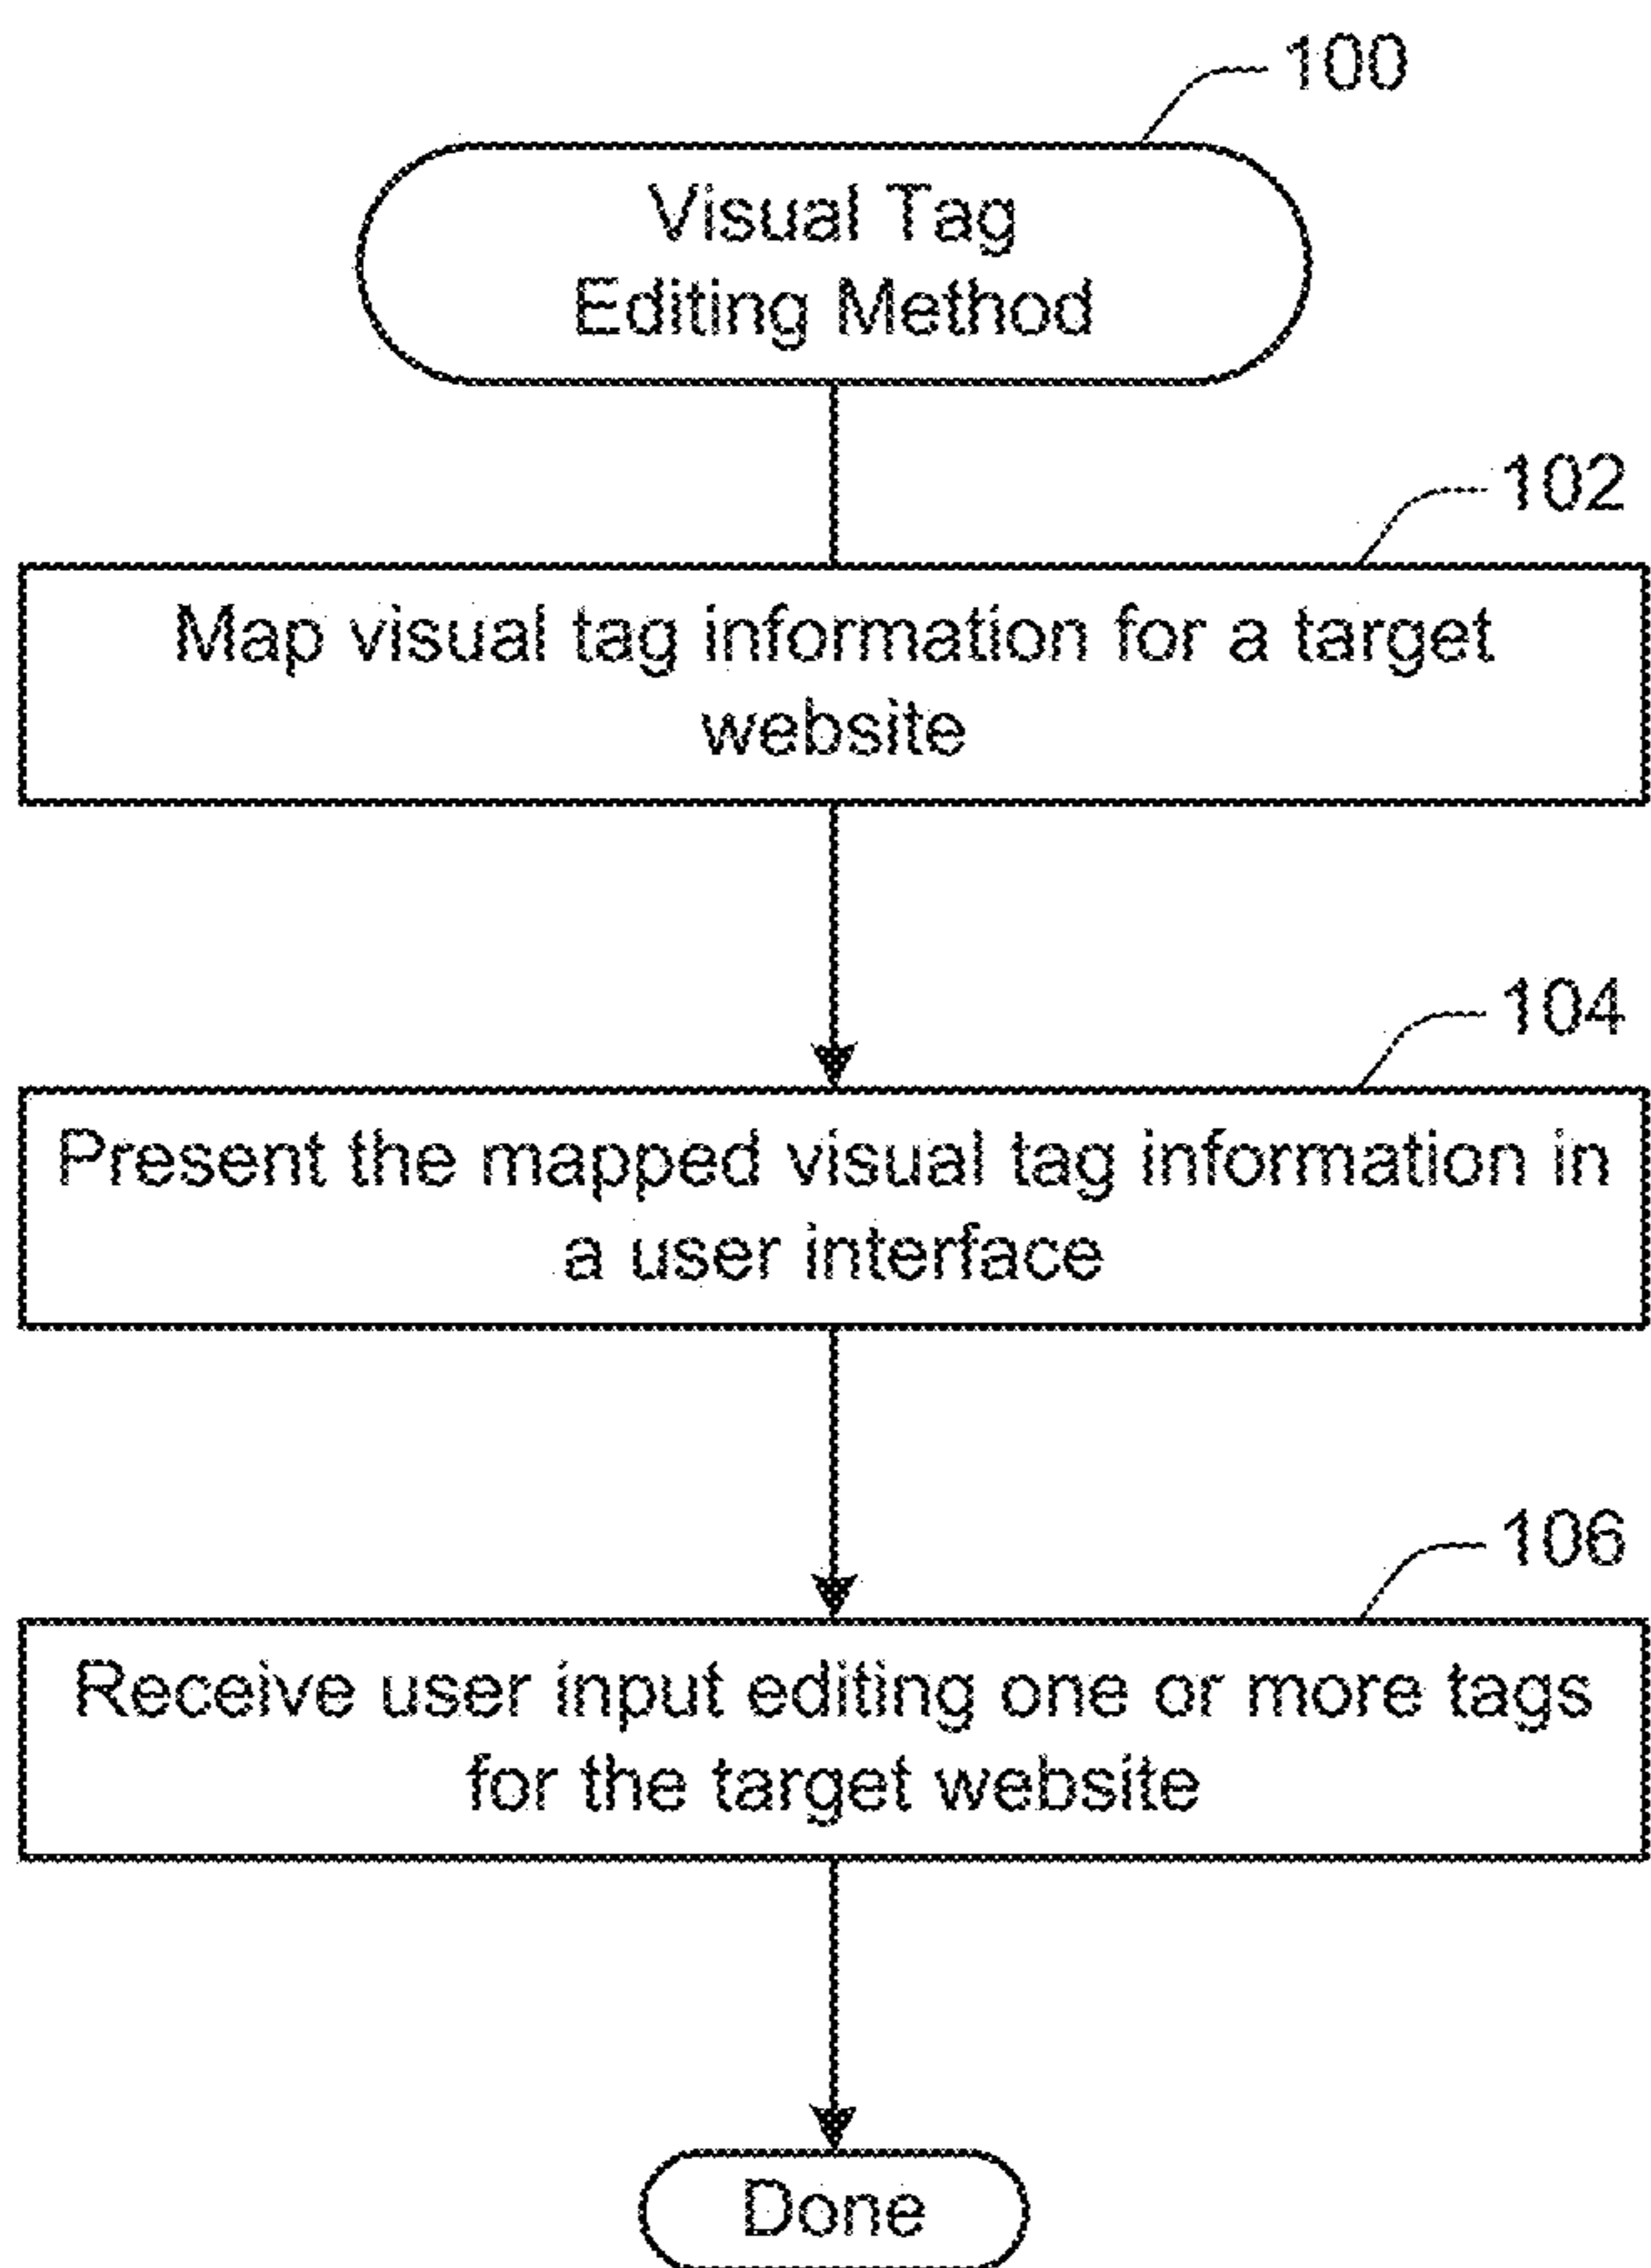 100
Visual Tag
Editing Method
102
Map visual tag information for a target
website
104
Present the mapped visual tag information in
a user interface
106
Receive user input editing one or more tags
for the target website
Done